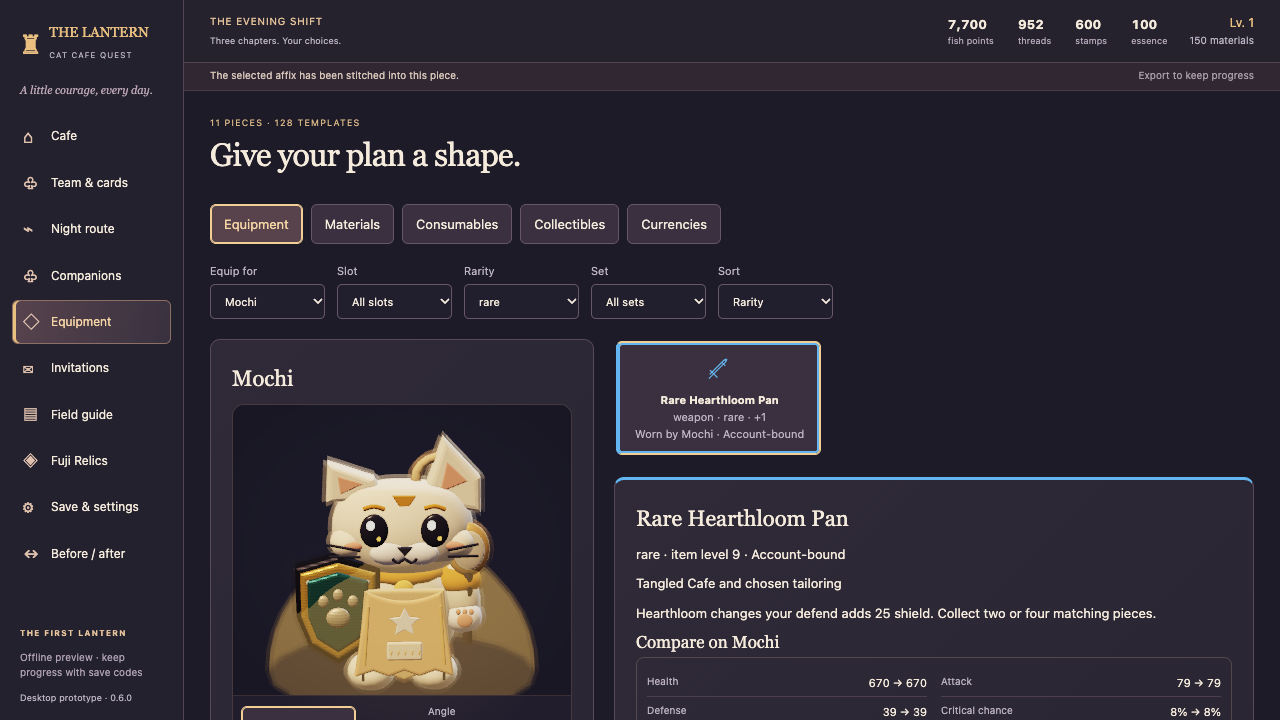 THE LANTERN
CAT CAFE QUEST
A little courage, every day.
Cafe
Team & cards
Night route
Companions
Equipment
Invitations
Field guide
Fuji Relics
Save & settings
Before / after
THE FIRST LANTERN
Offline preview · keep
progress with save codes
Desktop prototype · 0.6.0
THE EVENING SHIFT
Three chapters. Your choices.
7,700
fish points
952
threads
600
stamps
100
essence
Lv. 1
150 materials
The selected affix has been stitched into this piece.
Export to keep progress
11 PIECES · 128 TEMPLATES
Give your plan a shape.
Equipment
Materials
Consumables
Collectibles
Currencies
Equip for
Slot
Rarity
Set
Sort
Mochi
All slots
rare
All sets
Rarity
Mochi
Angle
Rare Hearthloom Pan
weapon · rare · +1
Worn by Mochi · Account-bound
Rare Hearthloom Pan
rare · item level 9 · Account-bound
Tangled Cafe and chosen tailoring
Hearthloom changes your defend adds 25 shield. Collect two or four matching pieces.
Compare on Mochi
Health 670 → 670
Attack 79 → 79
Defense 39 → 39
Critical chance 8% → 8%